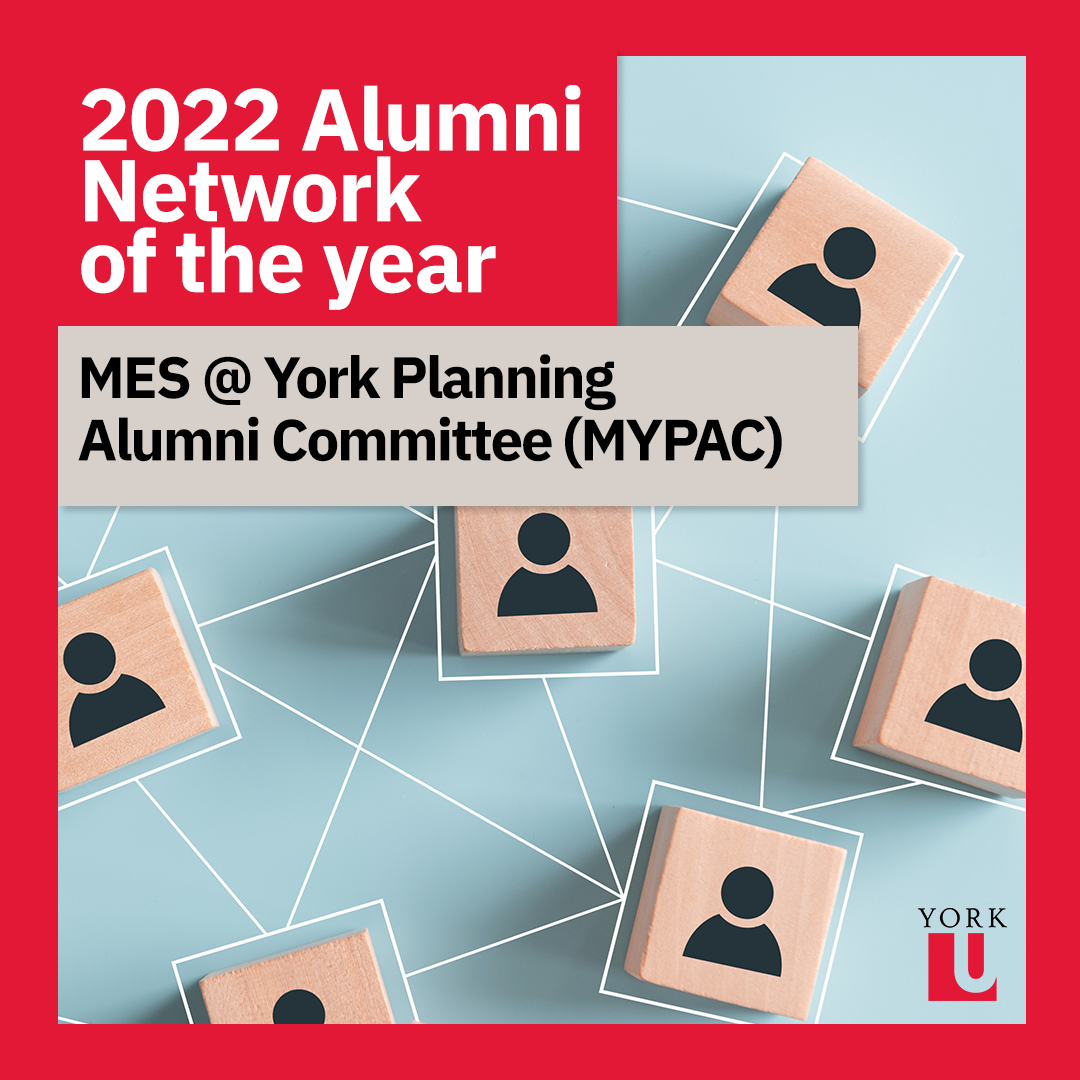 2022 Alumni
Network
of the year
MES @ York Planning
Alumni Committee (MYPAC)
YORK
U